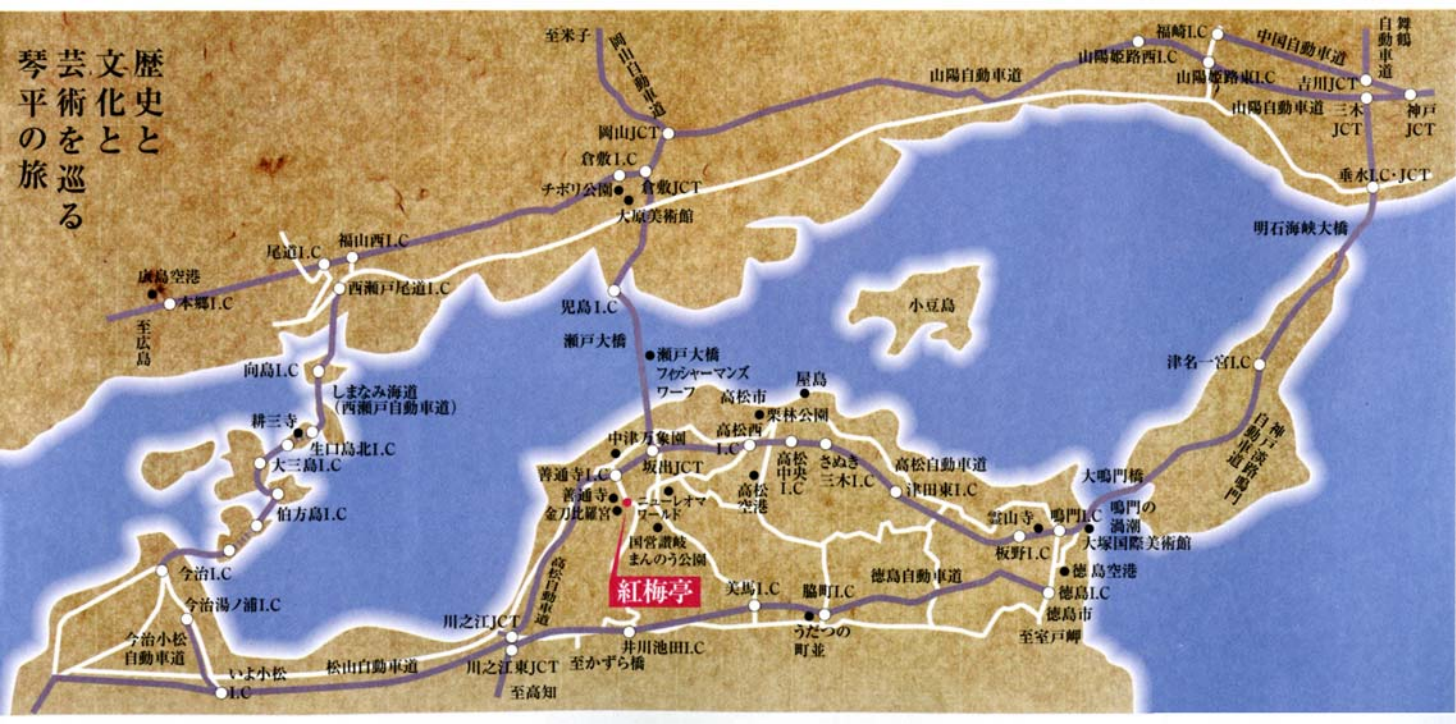 歴史と
文化と
芸術を巡る
琴平の旅
至米子
岡山自動車道
岡山JCT
倉敷I.C
倉敷JCT
チボリ公園
大原美術館
山陽自動車道
福崎I.C
山陽姫路西I.C
山陽姫路東I.C
中国自動車道
舞鶴
自動車道
吉川JCT
山陽自動車道
三木
JCT
神戸
JCT
垂水I.C・JCT
明石海峡大橋
尾道I.C
福山西I.C
広島空港
本郷I.C
至広島
西瀬戸尾道I.C
向島I.C
しまなみ海道
(西瀬戸自動車道)
耕三寺
生口島北I.C
大三島I.C
伯方島I.C
今治I.C
今治湯ノ浦I.C
今治小松
自動車道
いよ小松
I.C
松山自動車道
児島I.C
瀬戸大橋
瀬戸大橋
フィッシャーマンズ
ワーフ
小豆島
屋島
高松市
栗林公園
中津万象園
高松西
I.C
坂出JCT
善通寺I.C
善通寺
金刀比羅宮
ニューレオマ
ワールド
国営讃岐
まんのう公園
紅梅亭
高松
空港
高松
中央
I.C
さぬき
三木I.C
高松自動車道
津田東I.C
津名一宮I.C
神戸淡路鳴門
自動車道
大鳴門橋
鳴門の
渦潮
霊山寺
鳴門I.C
大塚国際美術館
板野I.C
徳島空港
徳島I.C
徳島市
至室戸岬
徳島自動車道
美馬I.C
脇町I.C
うだつの
町並
高松自動車道
川之江JCT
川之江東JCT
井川池田I.C
至かずら橋
至高知